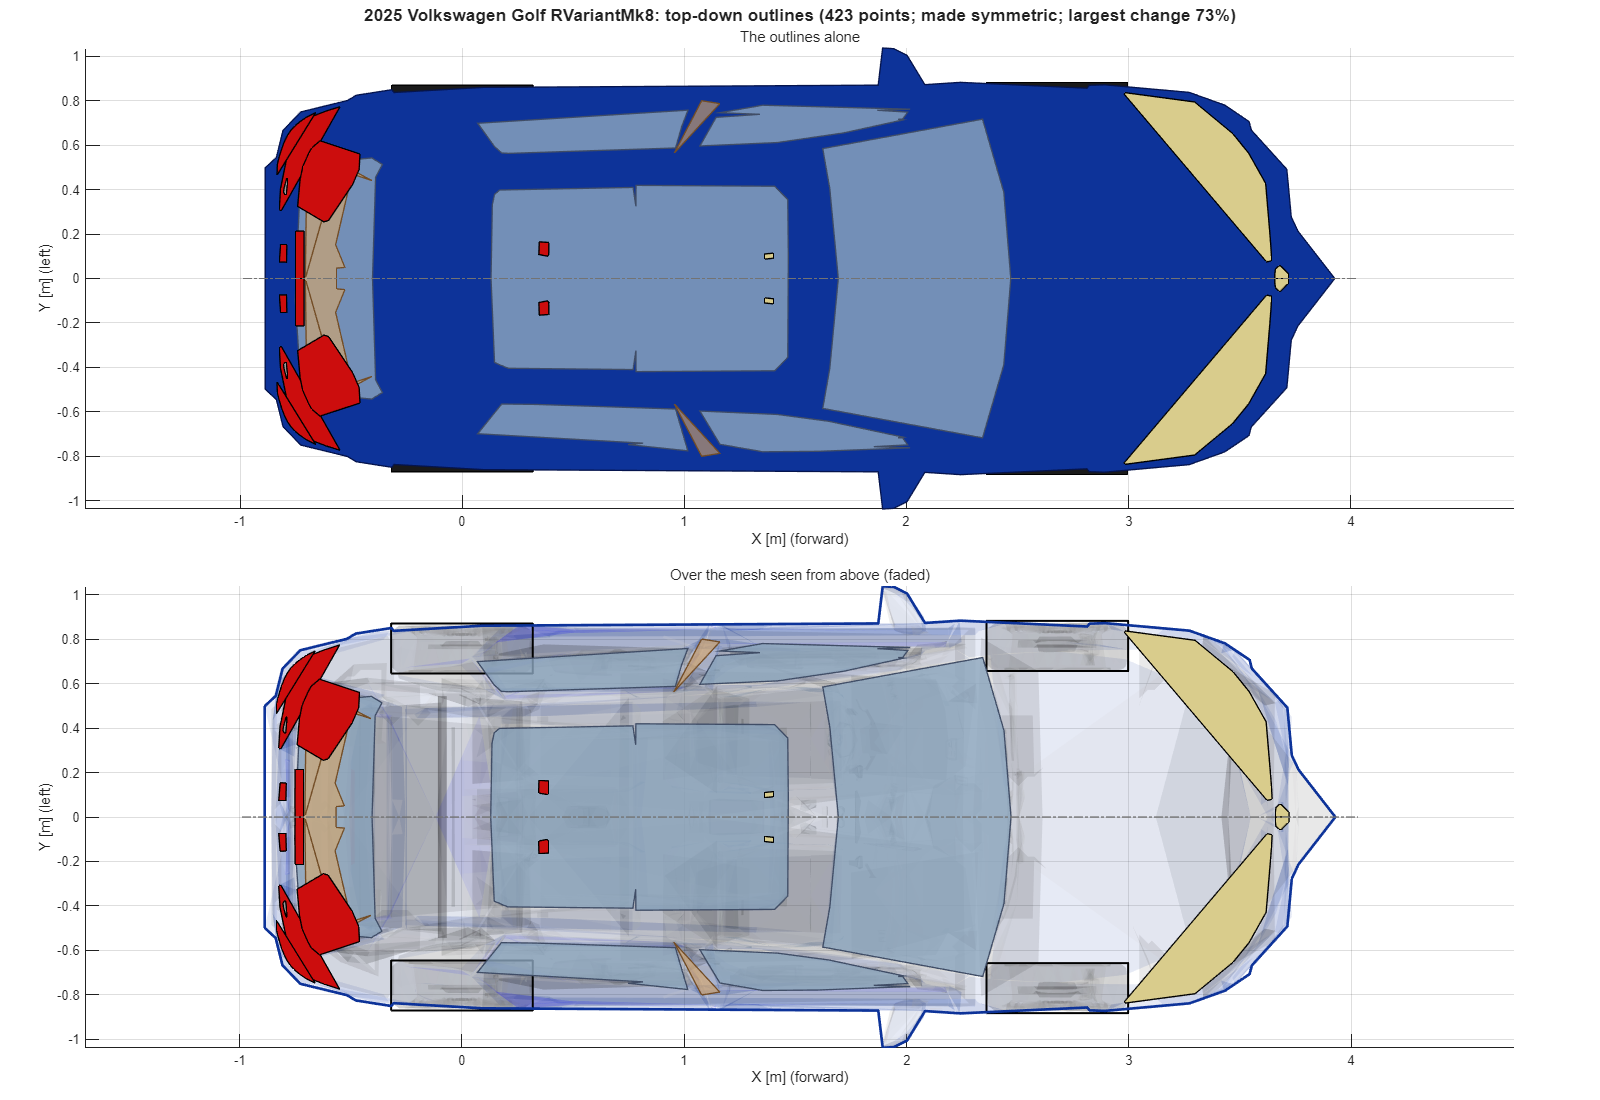 2025 Volkswagen Golf RVariantMk8: top-down outlines (423 points; made symmetric; largest change 73%)
The outlines alone
1
0.8
0.6
0.4
0.2
0
-0.2
-0.4
-0.6
-0.8
-1
Y [m] (left)
-1 0 1 2 3 4
X [m] (forward)
Over the mesh seen from above (faded)
1
0.8
0.6
0.4
0.2
0
-0.2
-0.4
-0.6
-0.8
-1
Y [m] (left)
-1 0 1 2 3 4
X [m] (forward)